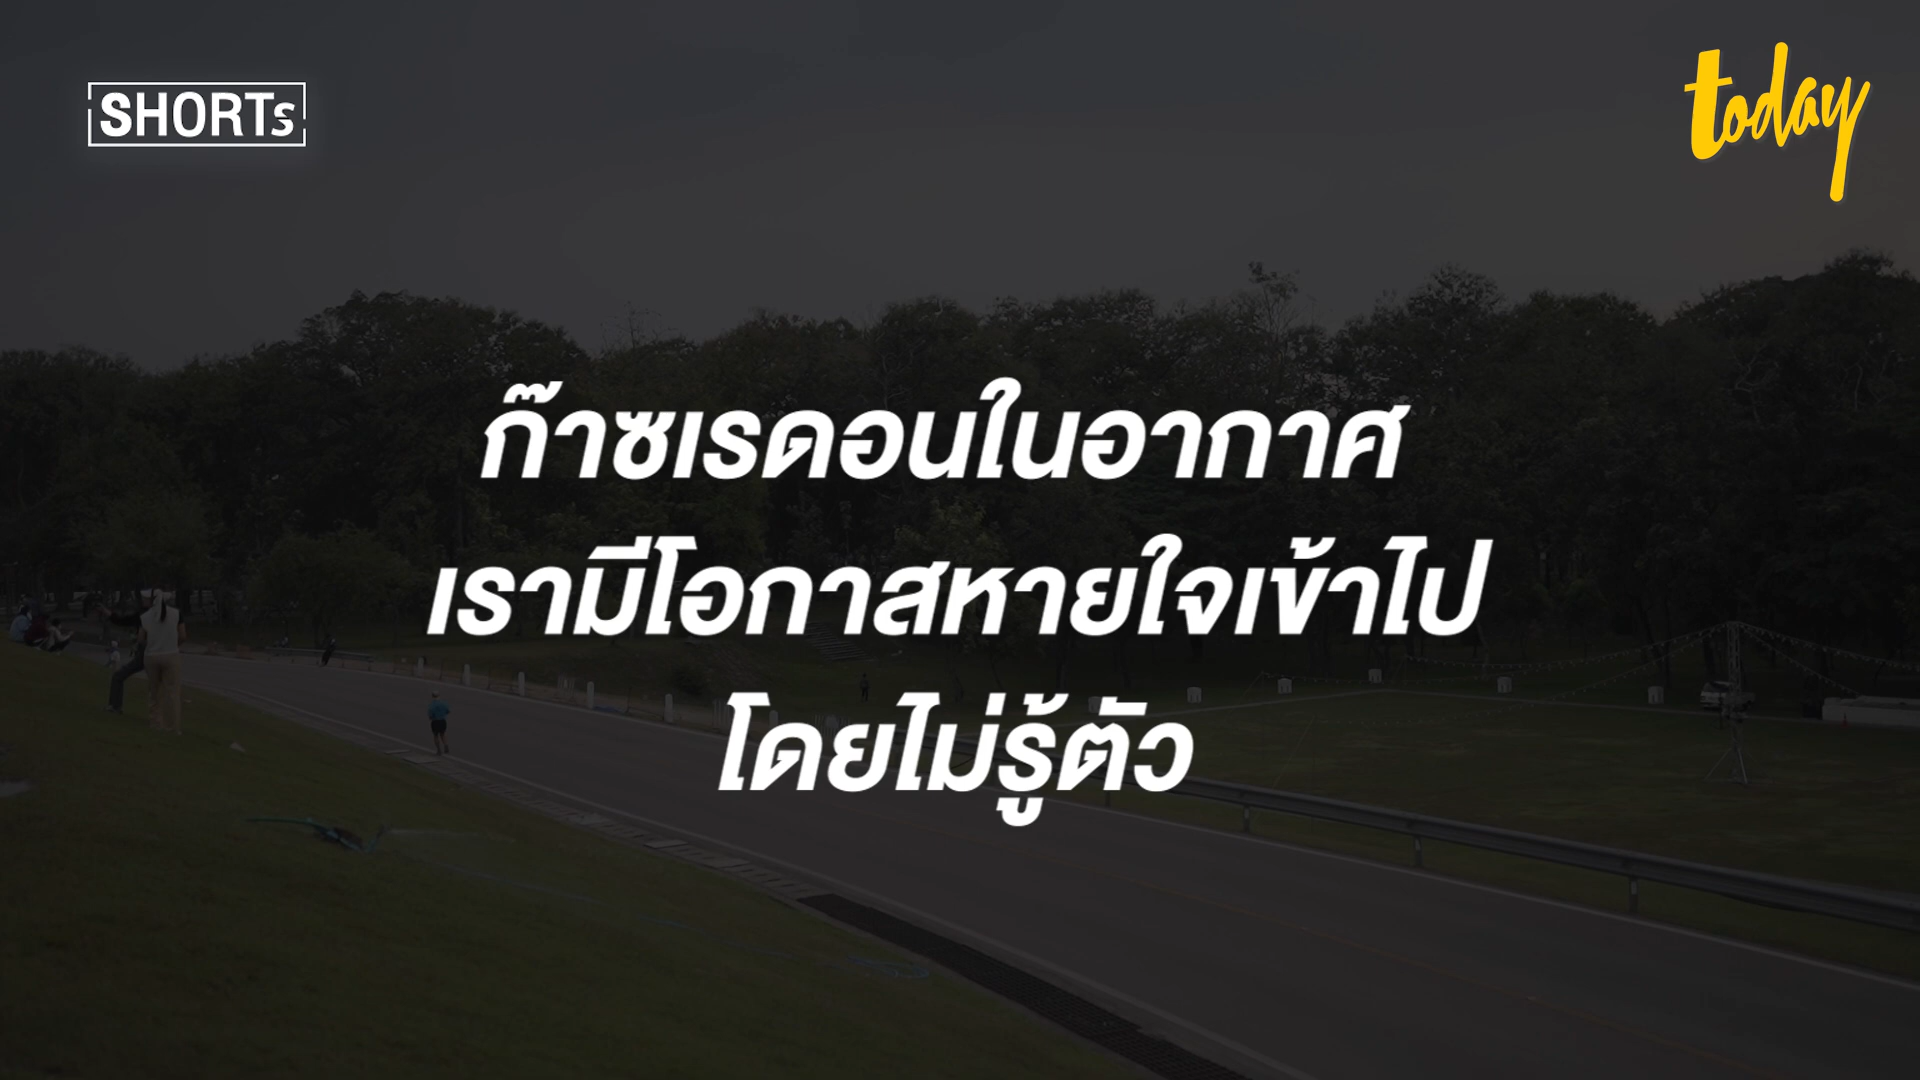 SHORTs
today
ก๊าซเรดอนในอากาศ
เรามีโอกาสหายใจเข้าไป
โดยไม่รู้ตัว